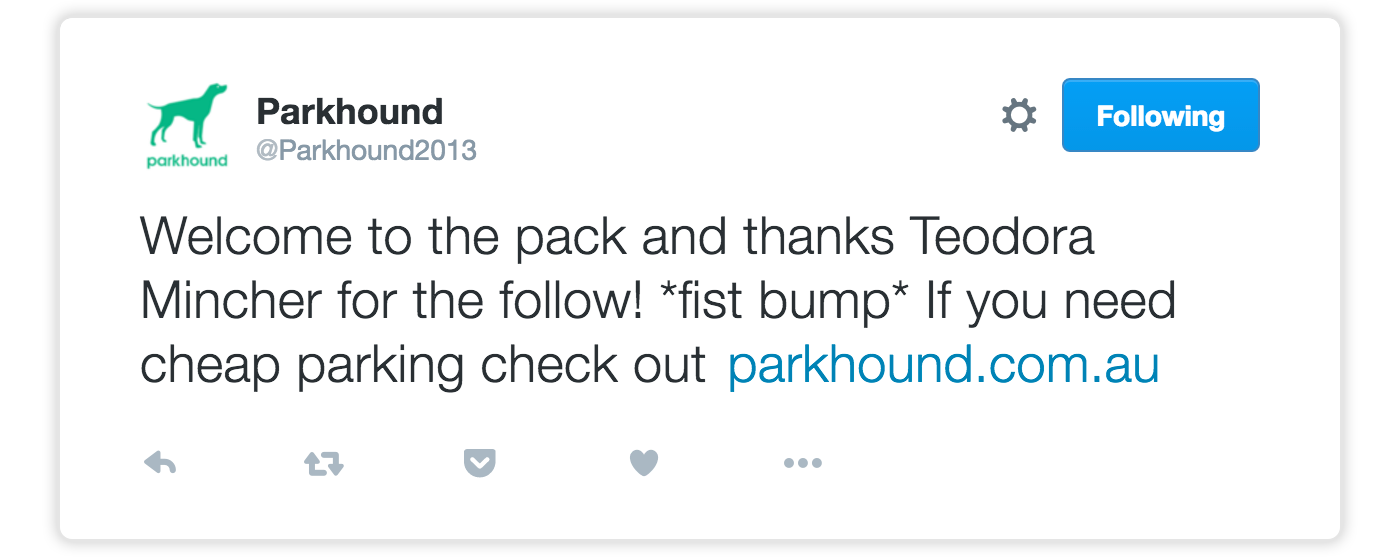 Parkhound
@Parkhound2013
parkhound
Following
Welcome to the pack and thanks Teodora
Mincher for the follow! *fist bump* If you need
cheap parking check out parkhound.com.au